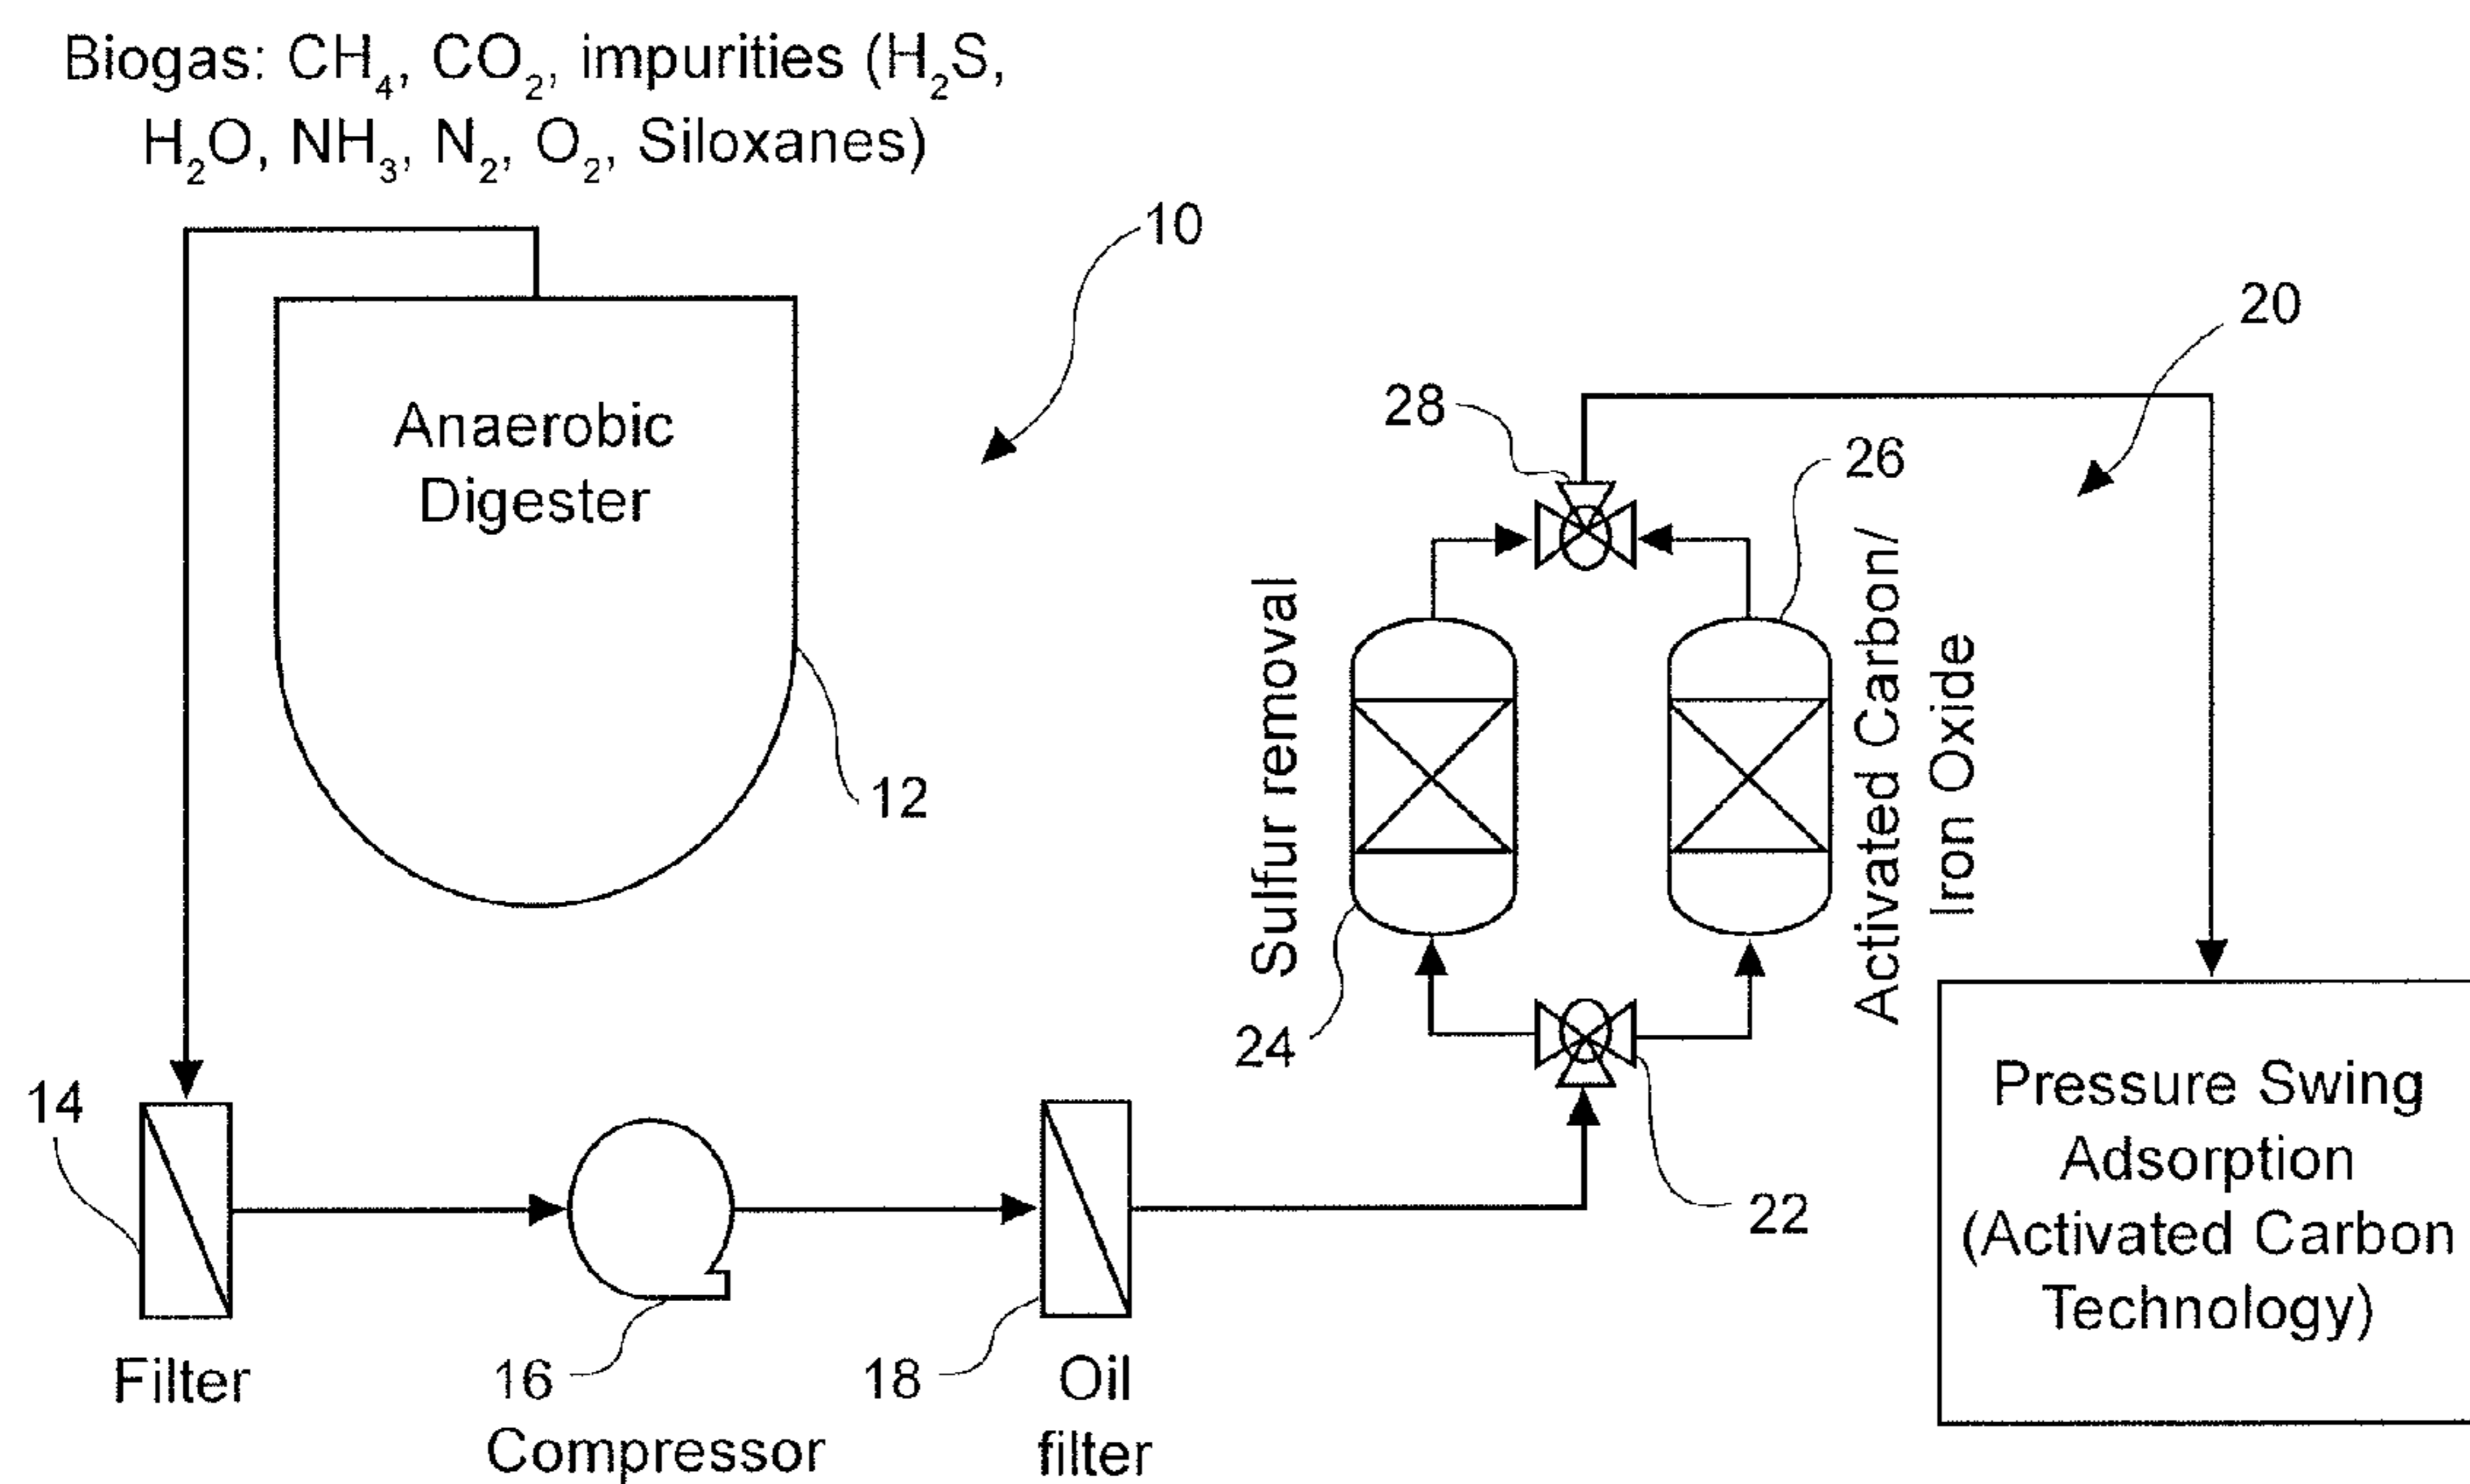 Biogas: CH₄, CO₂, impurities (H₂S,
H₂O, NH₃, N₂, O₂, Siloxanes)
10
20
Anaerobic
Digester
28
26
12
Sulfur removal
Activated Carbon/
Iron Oxide
24
22
14
Filter
16
Compressor
18
Oil
filter
Pressure Swing
Adsorption
(Activated Carbon
Technology)